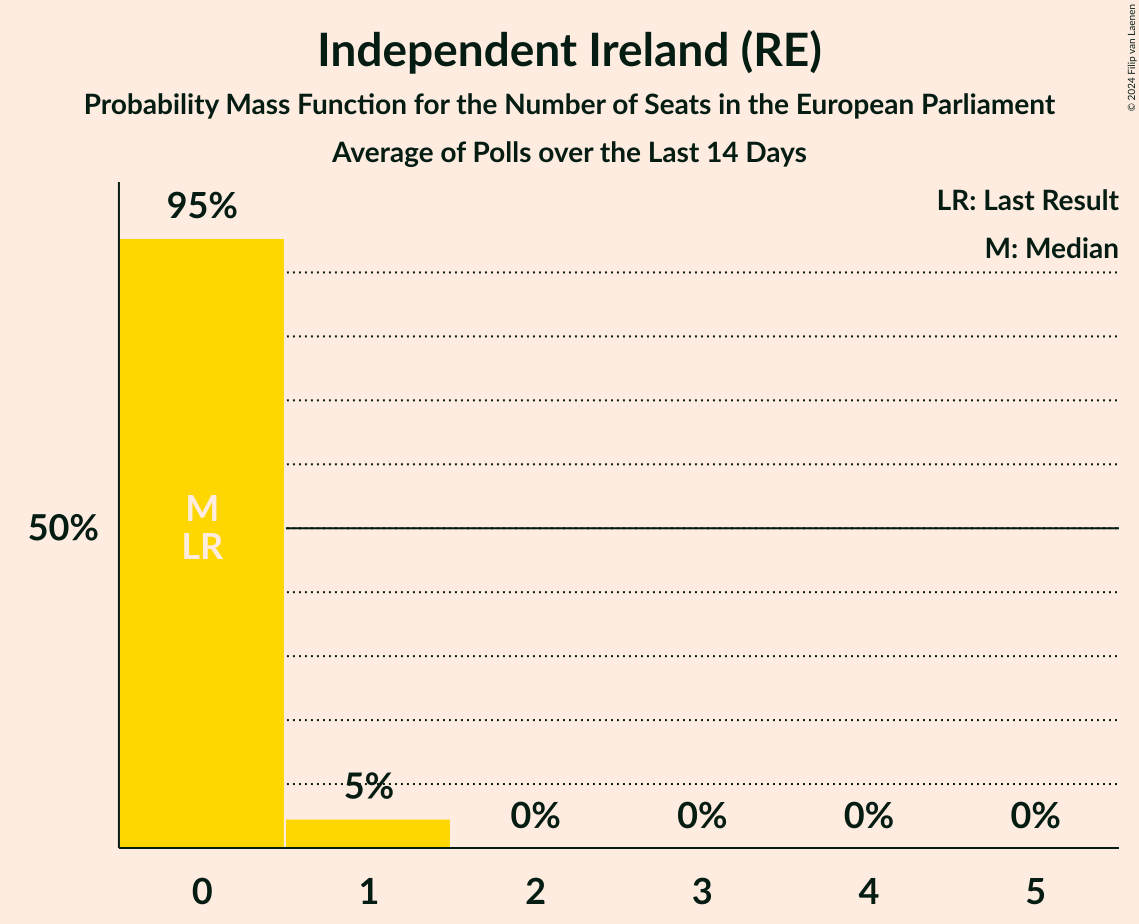 Independent Ireland (RE)
Probability Mass Function for the Number of Seats in the European Parliament
Average of Polls over the Last 14 Days
© 2024 Filip van Laenen
LR: Last Result
M: Median
95%
M
LR
50%
5%
0%
0%
0%
0%
0
1
2
3
4
5